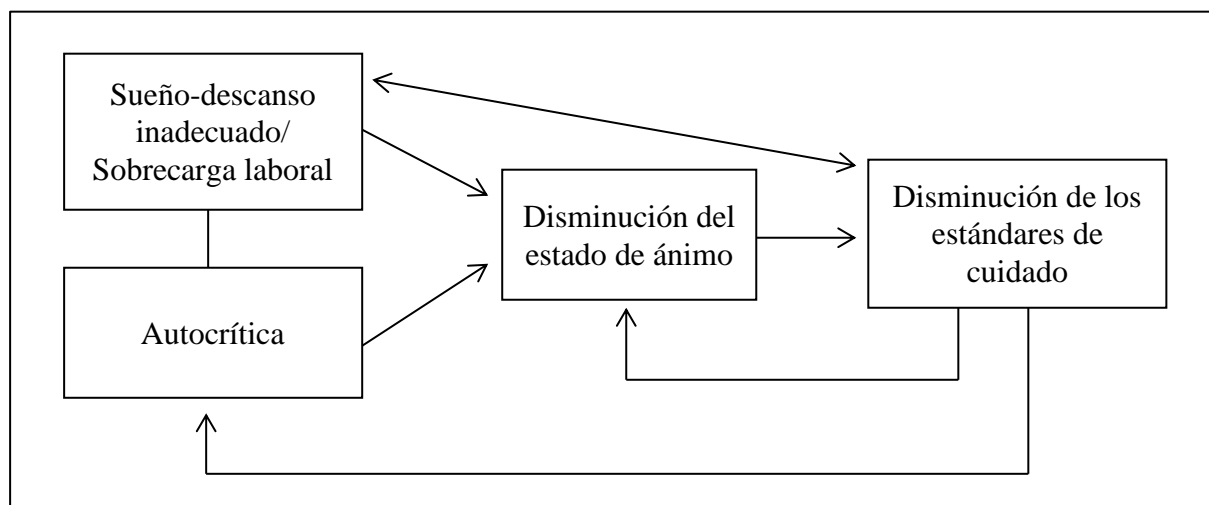 Sueño-descanso
inadecuado/
Sobrecarga laboral
Disminución del
estado de ánimo
Disminución de los
estándares de
cuidado
Autocrítica